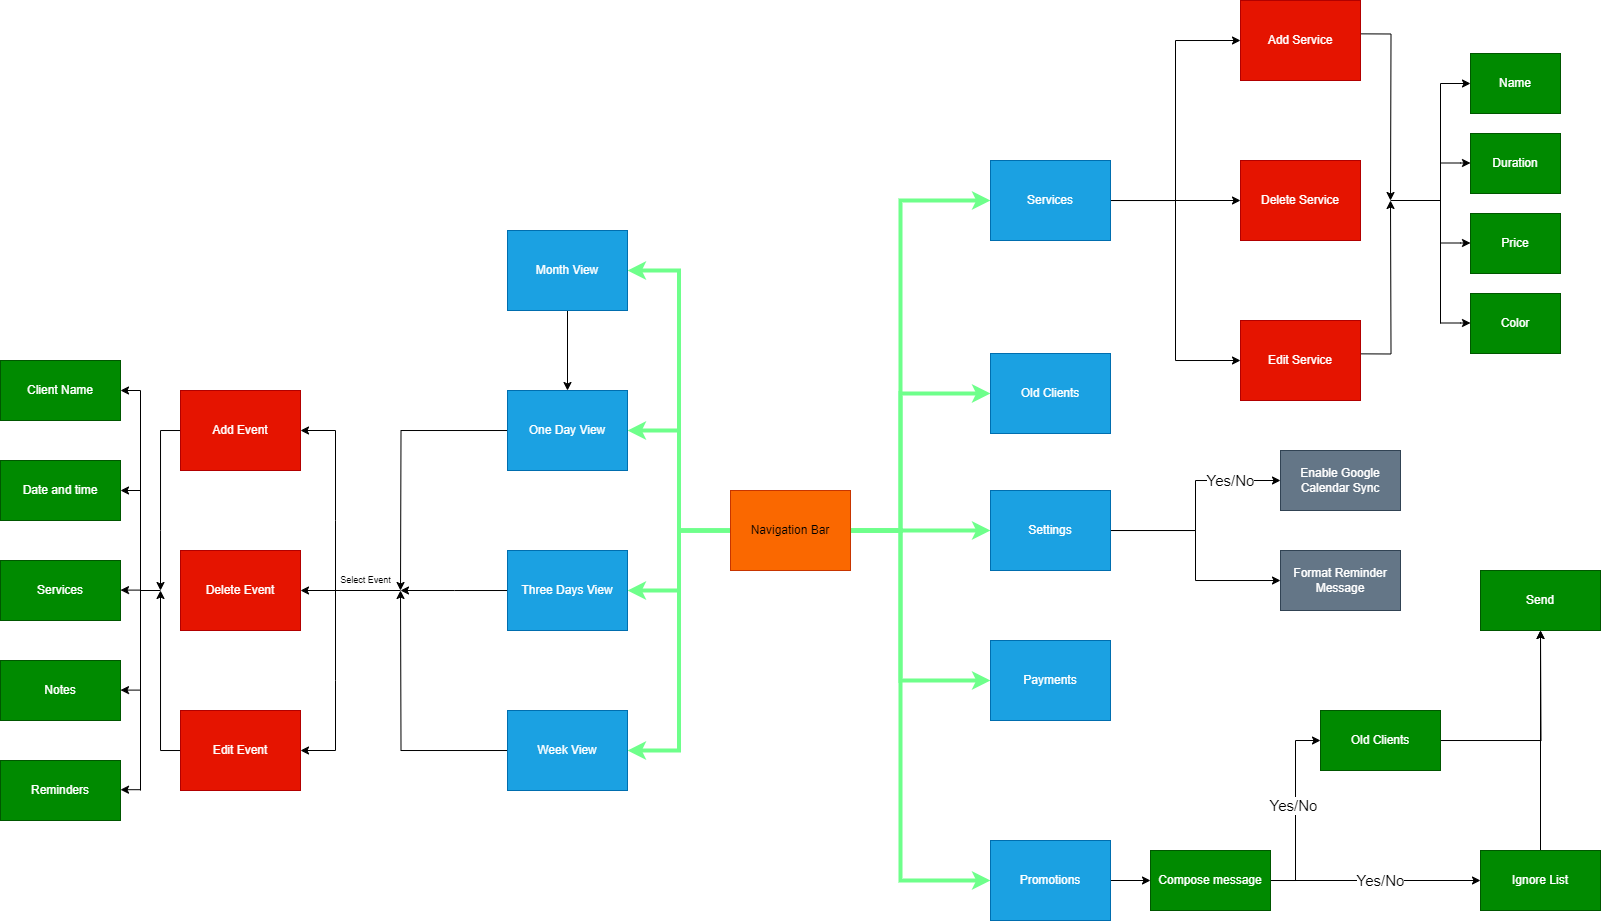 Add Service
Name
Duration
Services
Delete Service
Price
Month View
Color
Edit Service
Client Name
Old Clients
Add Event
One Day View
Enable Google
Calendar Sync
Yes/No
Date and time
Navigation Bar
Settings
Select Event
Format Reminder
Message
Services
Delete Event
Three Days View
Send
Notes
Payments
Edit Event
Week View
Old Clients
Reminders
Yes/No
Promotions
Compose message
Yes/No
Ignore List